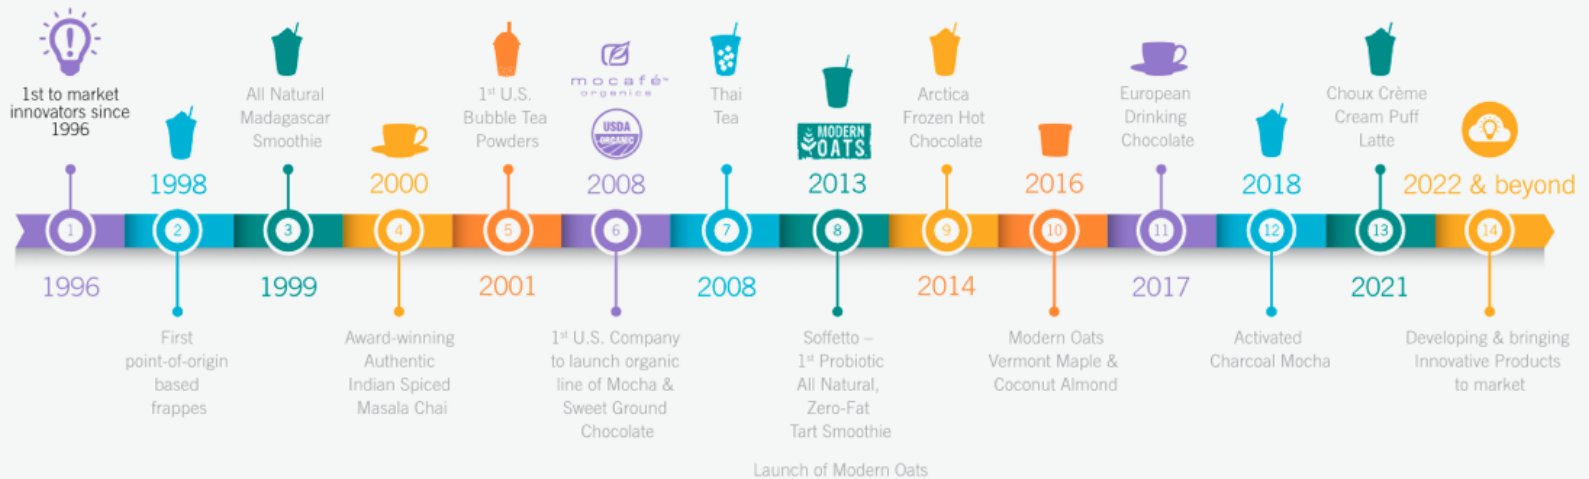 1st to market
innovators since
1996
1
1996
1998
2
First
point-of-origin
based
frappes
All Natural
Madagascar
Smoothie
3
1999
2000
4
Award-winning
Authentic
Indian Spiced
Masala Chai
1st U.S.
Bubble Tea
Powders
5
2001
mocafé™
organics
USDA
ORGANIC
2008
6
1st U.S. Company
to launch organic
line of Mocha &
Sweet Ground
Chocolate
Thai
Tea
7
2008
MODERN
OATS
2013
8
Soffetto –
1st Probiotic
All Natural,
Zero-Fat
Tart Smoothie
Launch of Modern Oats
Arctica
Frozen Hot
Chocolate
9
2014
2016
10
Modern Oats
Vermont Maple &
Coconut Almond
European
Drinking
Chocolate
11
2017
2018
12
Activated
Charcoal Mocha
Choux Crème
Cream Puff
Latte
13
2021
2022 & beyond
14
Developing & bringing
Innovative Products
to market